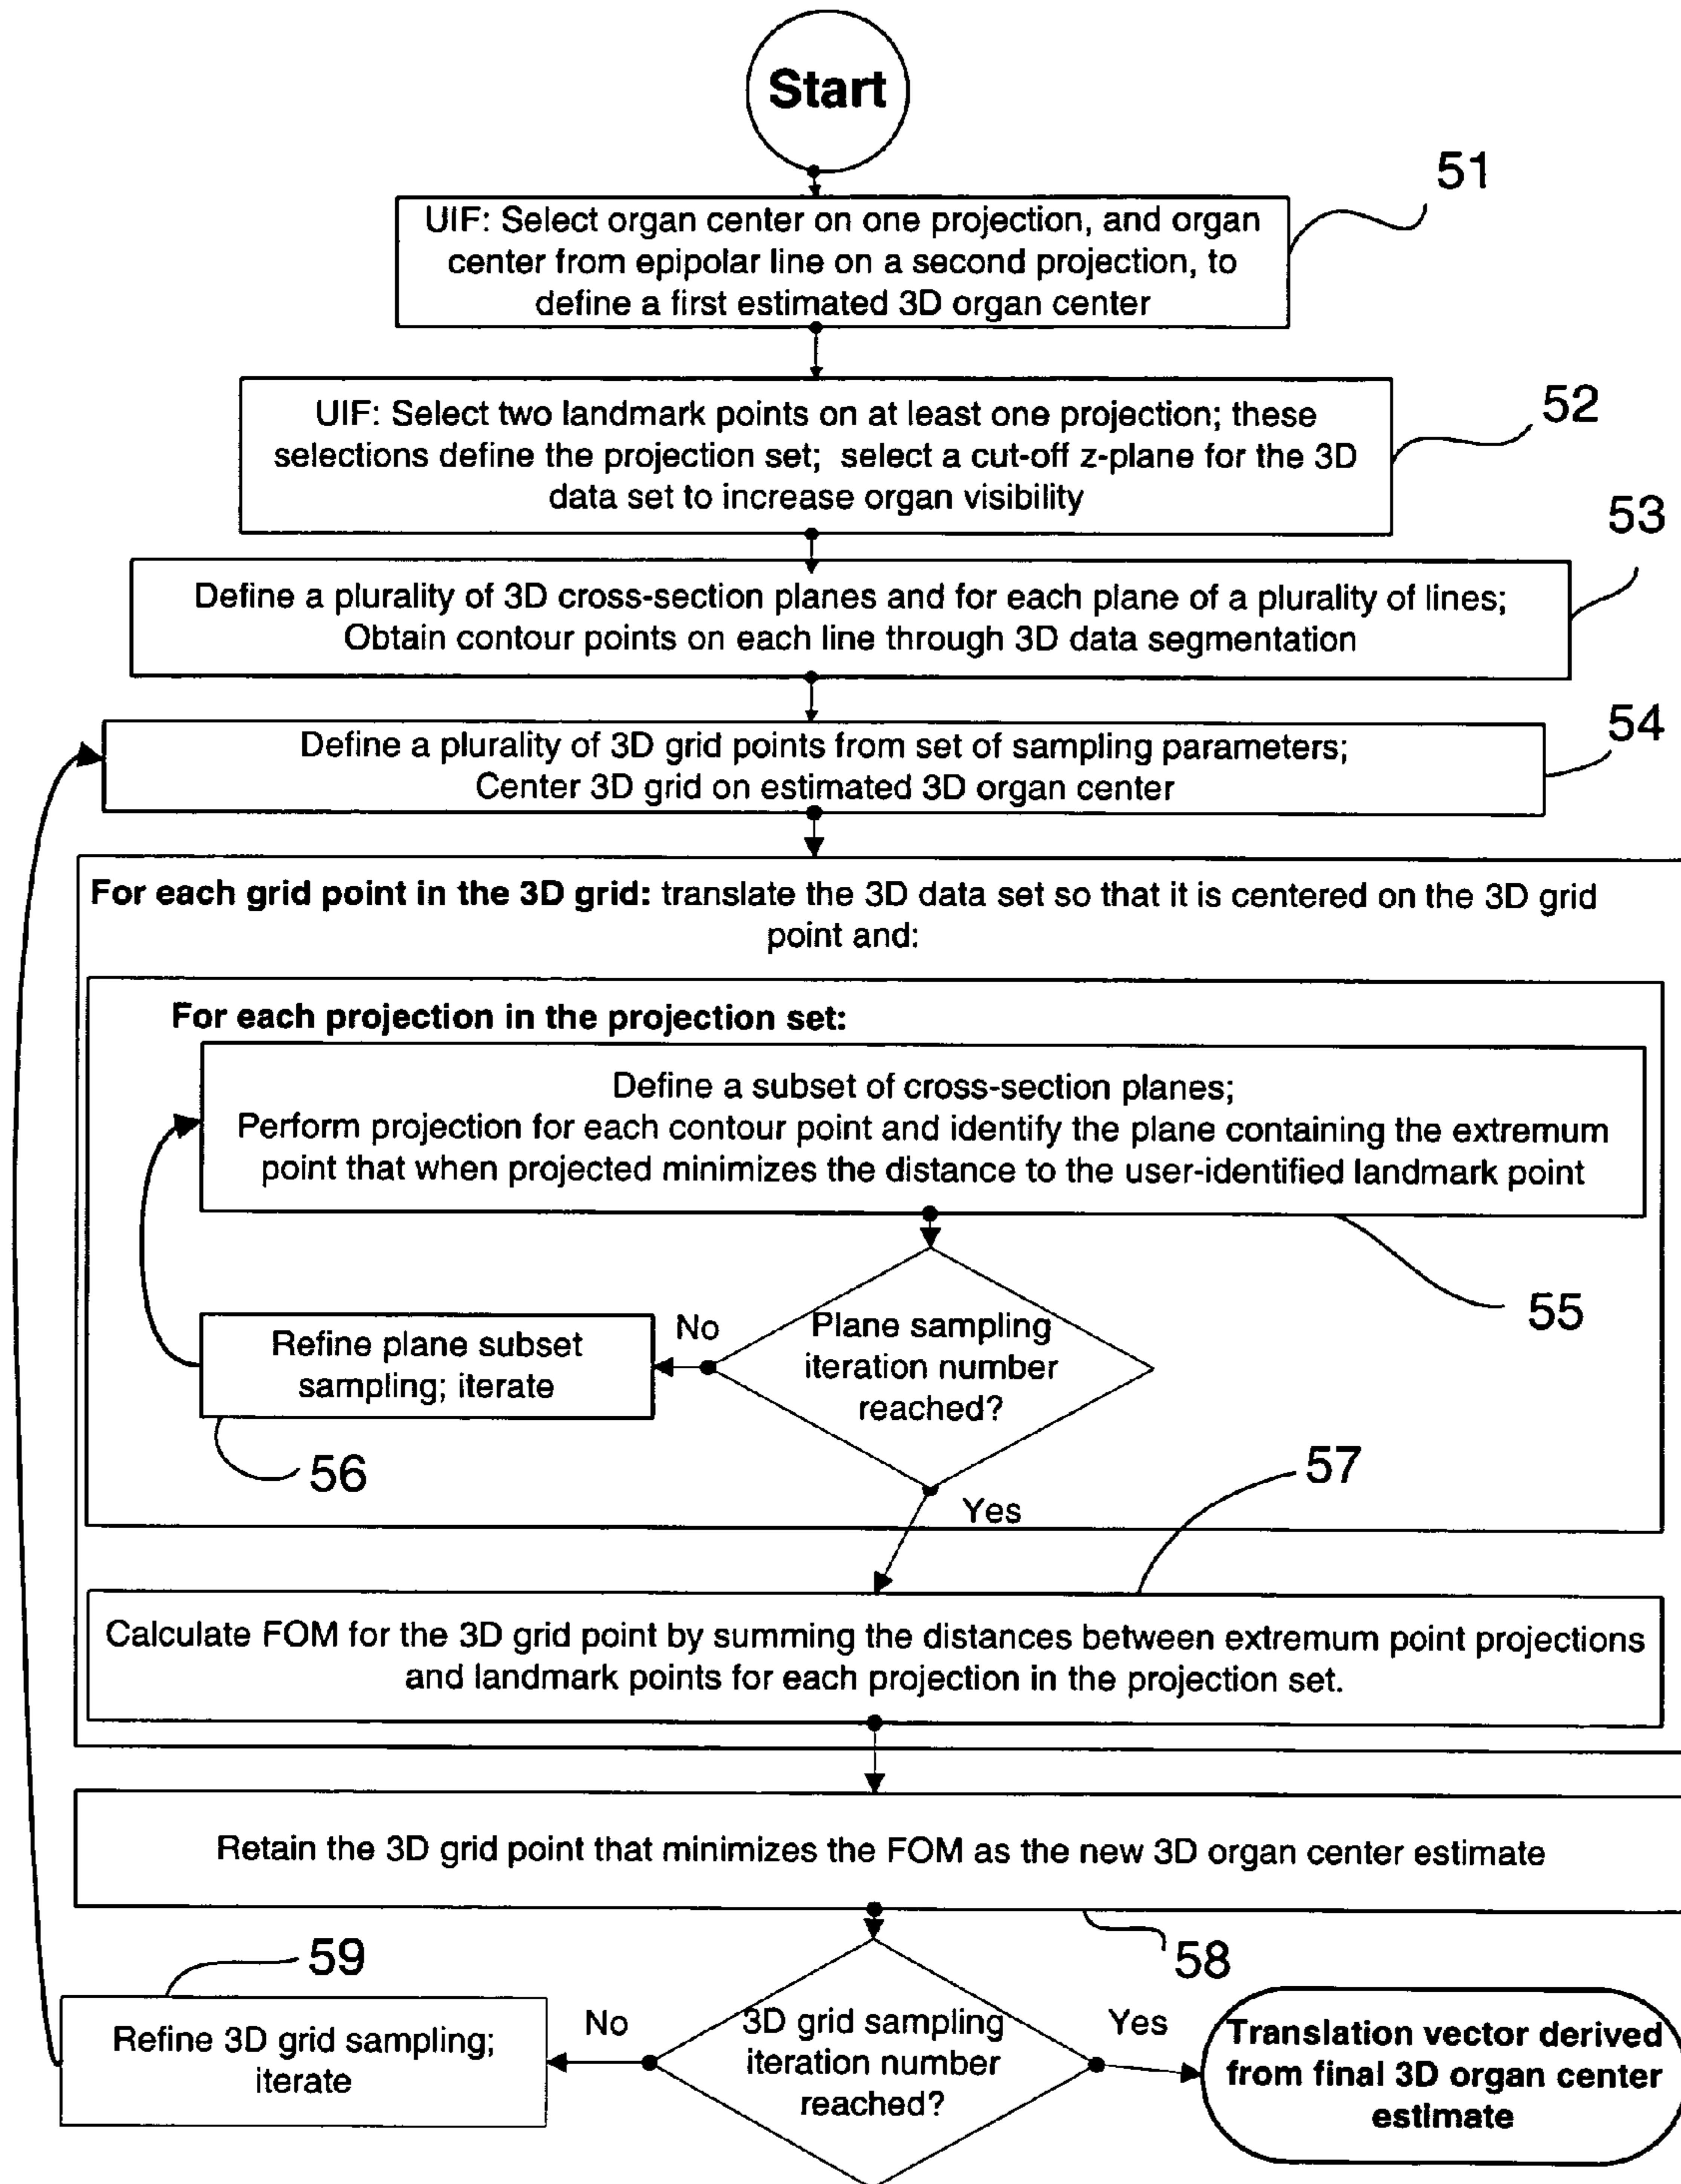 Start
51
UIF: Select organ center on one projection, and organ
center from epipolar line on a second projection, to
define a first estimated 3D organ center
52
UIF: Select two landmark points on at least one projection; these
selections define the projection set; select a cut-off z-plane for the 3D
data set to increase organ visibility
53
Define a plurality of 3D cross-section planes and for each plane of a plurality of lines;
Obtain contour points on each line through 3D data segmentation
54
Define a plurality of 3D grid points from set of sampling parameters;
Center 3D grid on estimated 3D organ center
For each grid point in the 3D grid: translate the 3D data set so that it is centered on the 3D grid
point and:
For each projection in the projection set:
Define a subset of cross-section planes;
Perform projection for each contour point and identify the plane containing the extremum
point that when projected minimizes the distance to the user-identified landmark point
55
Plane sampling
iteration number
reached?
No
Refine plane subset
sampling; iterate
56
57
Yes
Calculate FOM for the 3D grid point by summing the distances between extremum point projections
and landmark points for each projection in the projection set.
Retain the 3D grid point that minimizes the FOM as the new 3D organ center estimate
58
59
3D grid sampling
iteration number
reached?
No
Refine 3D grid sampling;
iterate
Yes
Translation vector derived
from final 3D organ center
estimate